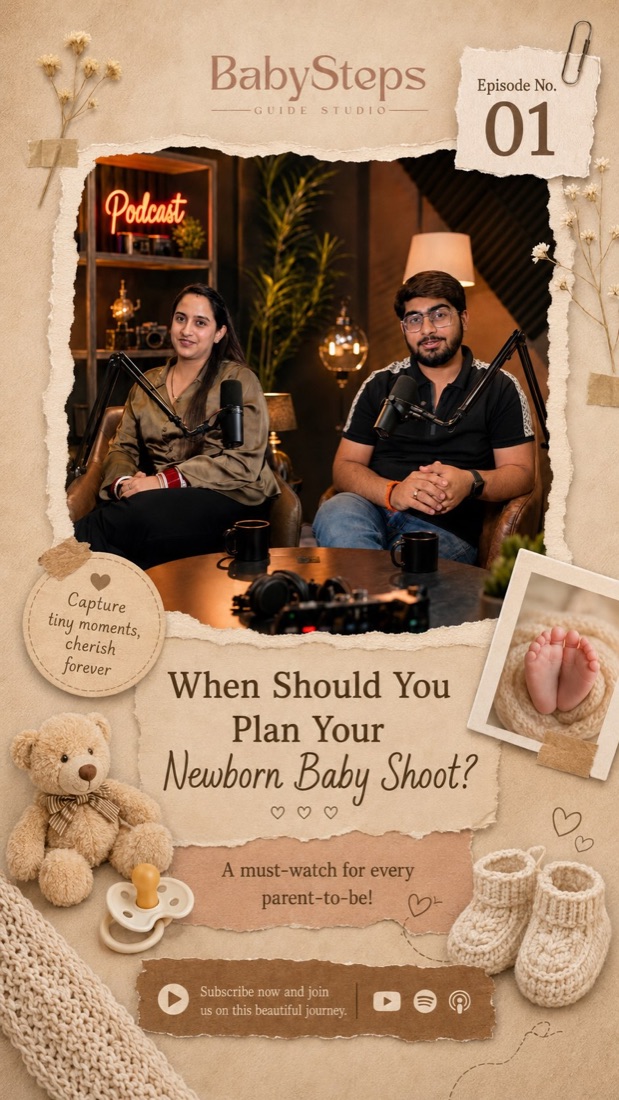 BabySteps
GUIDE STUDIO
Episode No.
01
Podcast
Capture
tiny moments,
cherish
forever
When Should You
Plan Your
Newborn Baby Shoot?
A must-watch for every
parent-to-be!
Subscribe now and join
us on this beautiful journey.